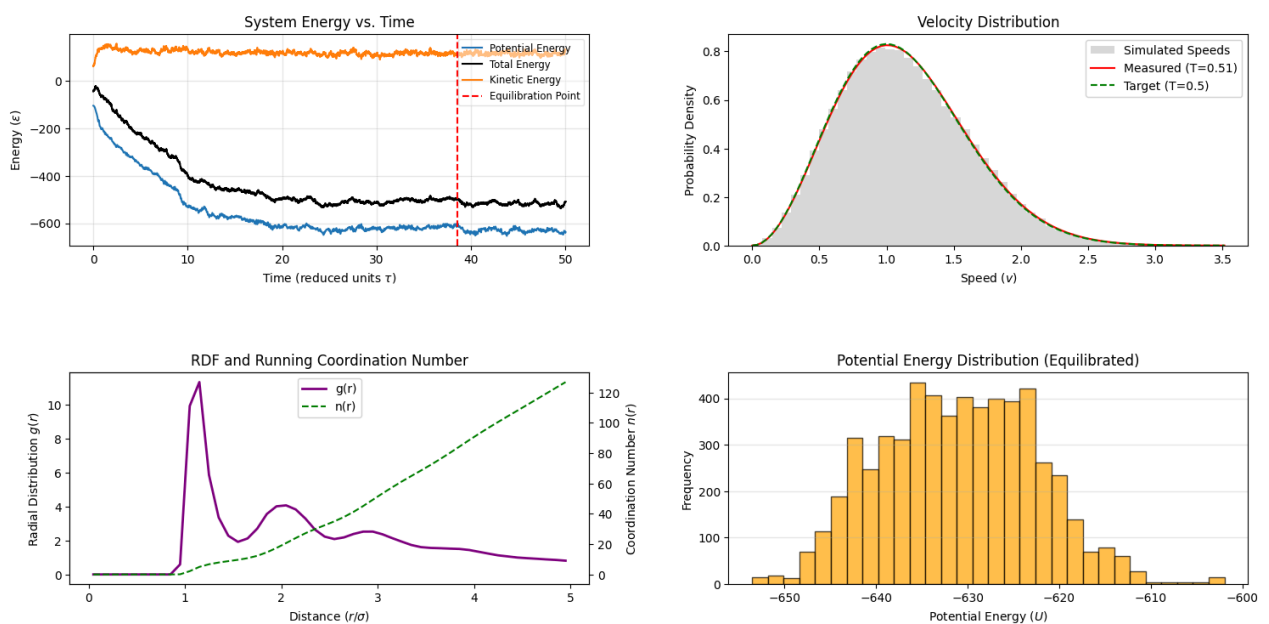 System Energy vs. Time
Energy (ε)
0
−200
−400
−600
0 10 20 30 40 50
Time (reduced units τ)
Potential Energy
Total Energy
Kinetic Energy
Equilibration Point
Velocity Distribution
Probability Density
0.8
0.6
0.4
0.2
0.0
0.0 0.5 1.0 1.5 2.0 2.5 3.0 3.5
Speed (v)
Simulated Speeds
Measured (T=0.51)
Target (T=0.5)
RDF and Running Coordination Number
Radial Distribution g(r)
10
8
6
4
2
0
0 1 2 3 4 5
Distance (r/σ)
g(r)
n(r)
120
100
80
60
40
20
0
Coordination Number n(r)
Potential Energy Distribution (Equilibrated)
Frequency
400
300
200
100
0
−650 −640 −630 −620 −610 −600
Potential Energy (U)